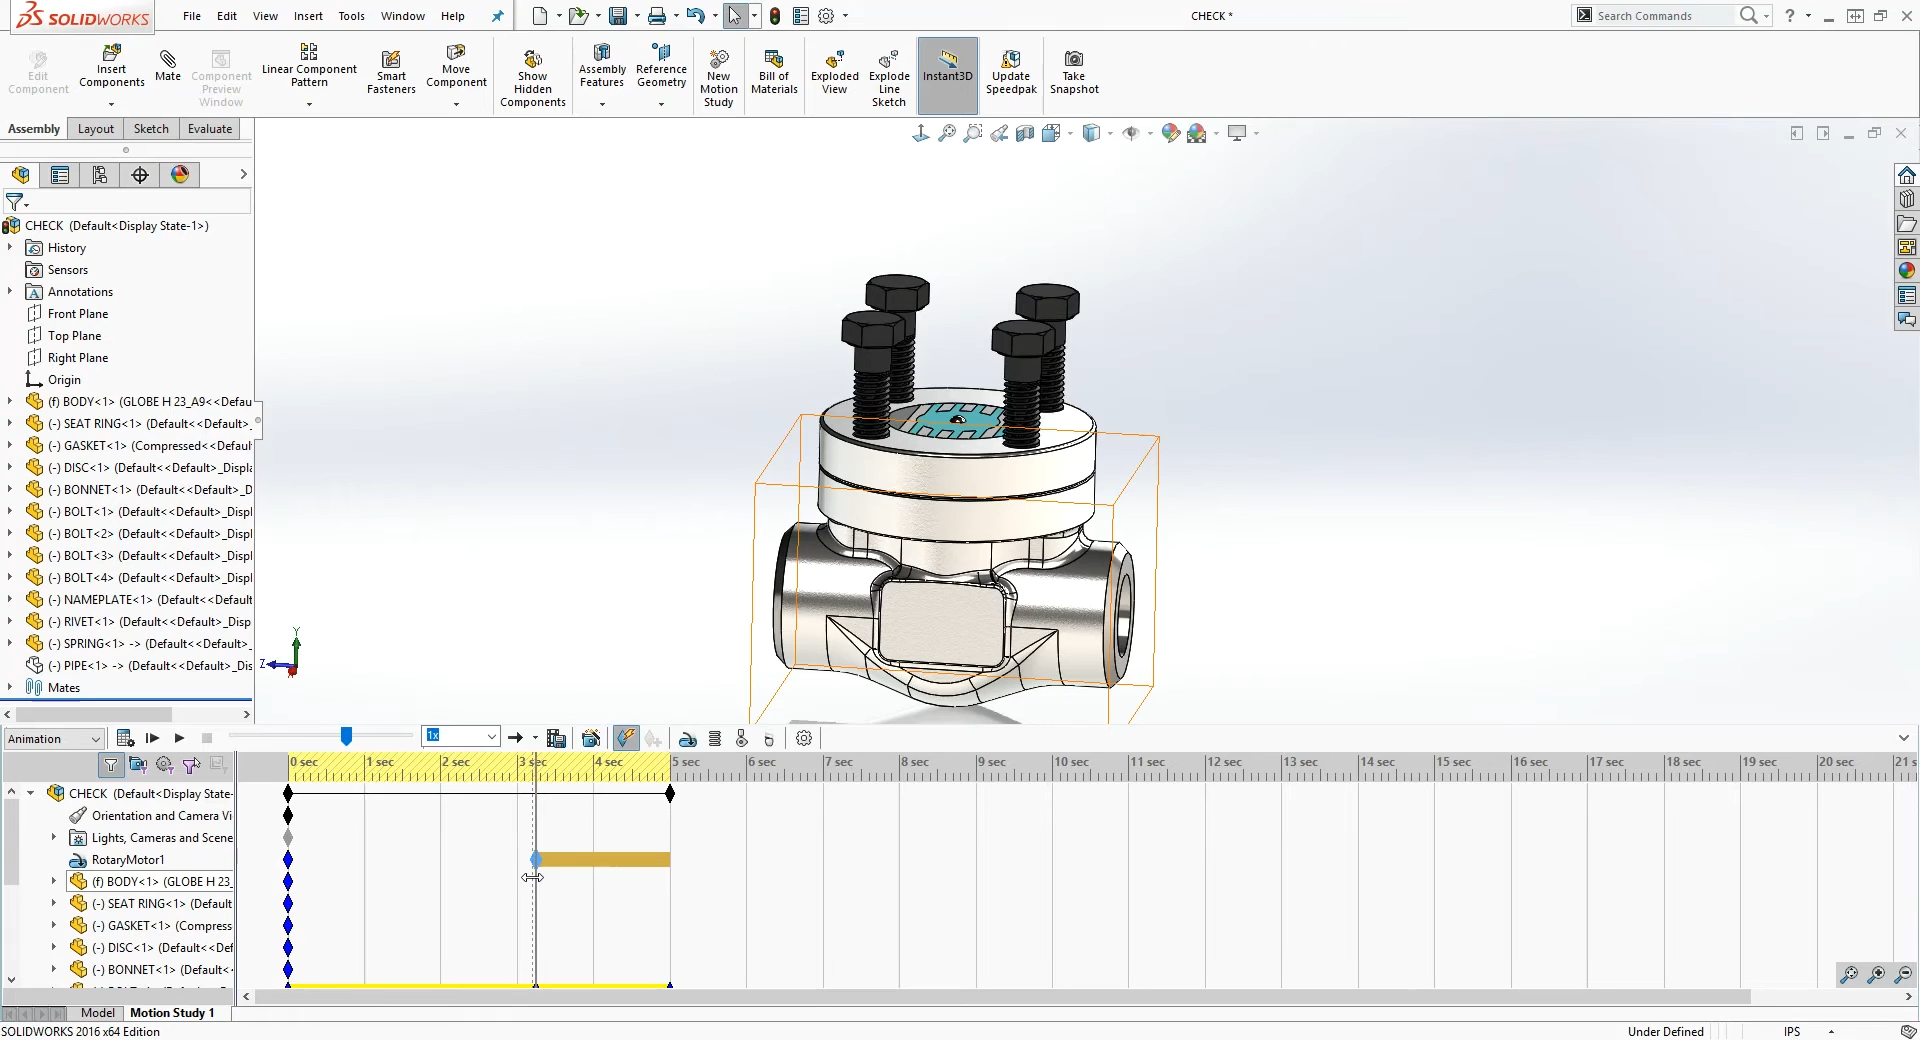 SOLIDWORKS
File Edit View Insert Tools Window Help
CHECK *
Search Commands
Edit Component
Insert Components
Mate
Component Preview Window
Linear Component Pattern
Smart Fasteners
Move Component
Show Hidden Components
Assembly Features
Reference Geometry
New Motion Study
Bill of Materials
Exploded View
Explode Line Sketch
Instant3D
Update Speedpak
Take Snapshot
Assembly Layout Sketch Evaluate
CHECK (Default<Display State-1>)
History
Sensors
Annotations
Front Plane
Top Plane
Right Plane
Origin
(f) BODY<1> (GLOBE H 23_A9<<Defau
(-) SEAT RING<1> (Default<<Default>_
(-) GASKET<1> (Compressed<<Defaul
(-) DISC<1> (Default<<Default>_Displa
(-) BONNET<1> (Default<<Default>_D
(-) BOLT<1> (Default<<Default>_Displ
(-) BOLT<2> (Default<<Default>_Displ
(-) BOLT<3> (Default<<Default>_Displ
(-) BOLT<4> (Default<<Default>_Displ
(-) NAMEPLATE<1> (Default<<Default
(-) RIVET<1> (Default<<Default>_Disp
(-) SPRING<1> -> (Default<<Default>_
(-) PIPE<1> -> (Default<<Default>_Dis
Mates
Y
Z
Animation
1x
0 sec 1 sec 2 sec 3 sec 4 sec 5 sec 6 sec 7 sec 8 sec 9 sec 10 sec 11 sec 12 sec 13 sec 14 sec 15 sec 16 sec 17 sec 18 sec 19 sec 20 sec 21 s
CHECK (Default<Display State-
Orientation and Camera Vi
Lights, Cameras and Scene
RotaryMotor1
(f) BODY<1> (GLOBE H 23_
(-) SEAT RING<1> (Default
(-) GASKET<1> (Compress
(-) DISC<1> (Default<<Def
(-) BONNET<1> (Default<
Model Motion Study 1
SOLIDWORKS 2016 x64 Edition
Under Defined
IPS